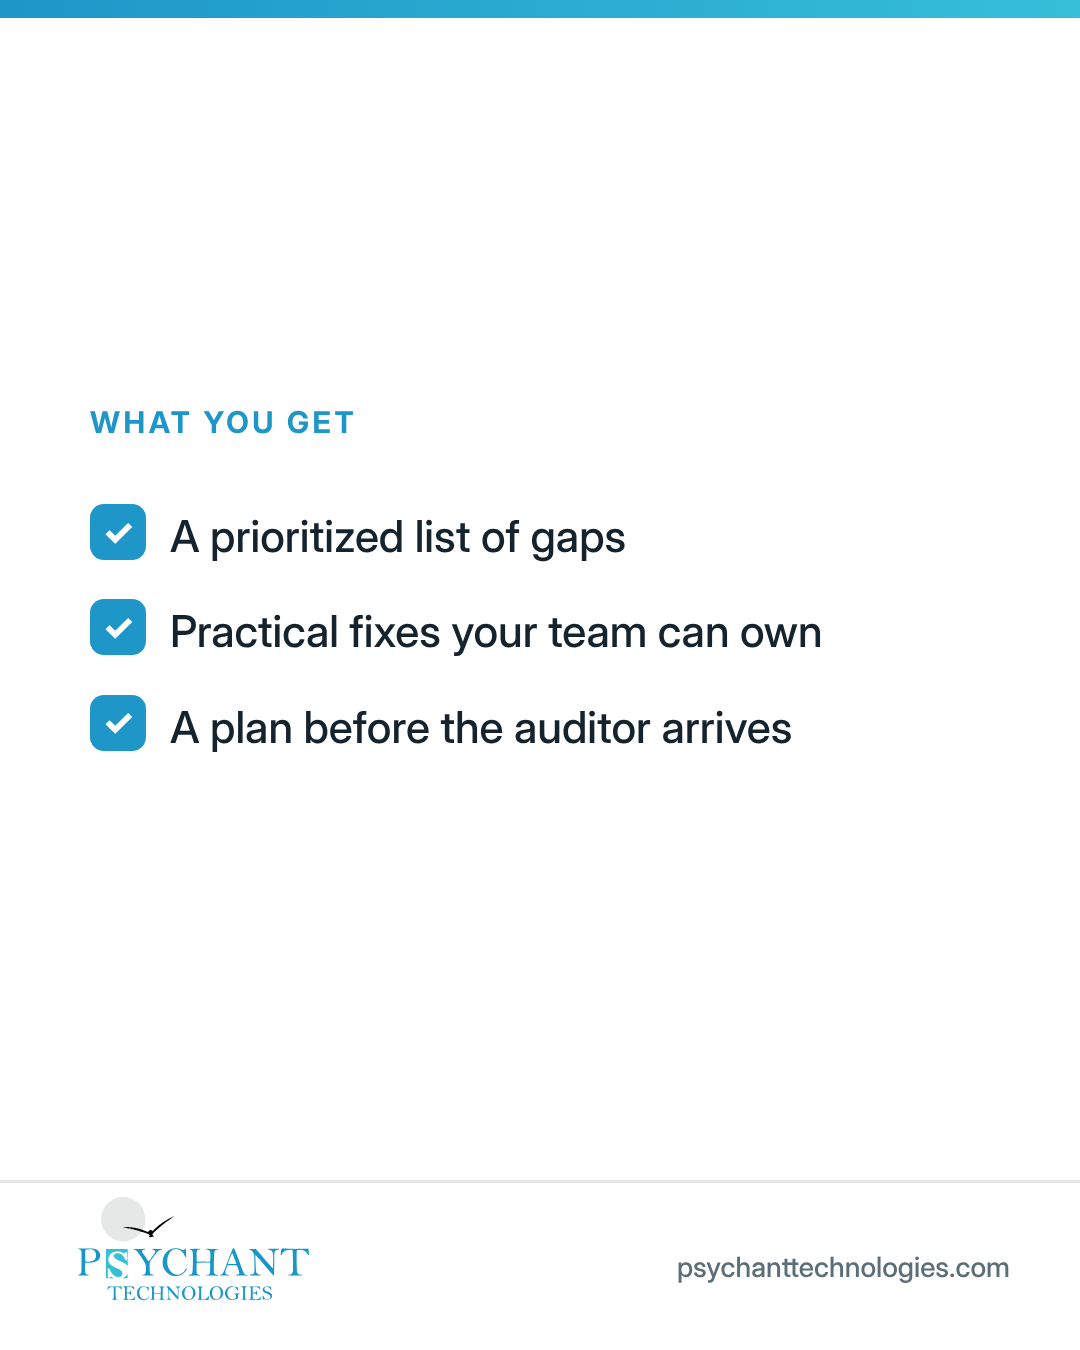 WHAT YOU GET
A prioritized list of gaps
Practical fixes your team can own
A plan before the auditor arrives
PSYCHANT
TECHNOLOGIES
psychanttechnologies.com